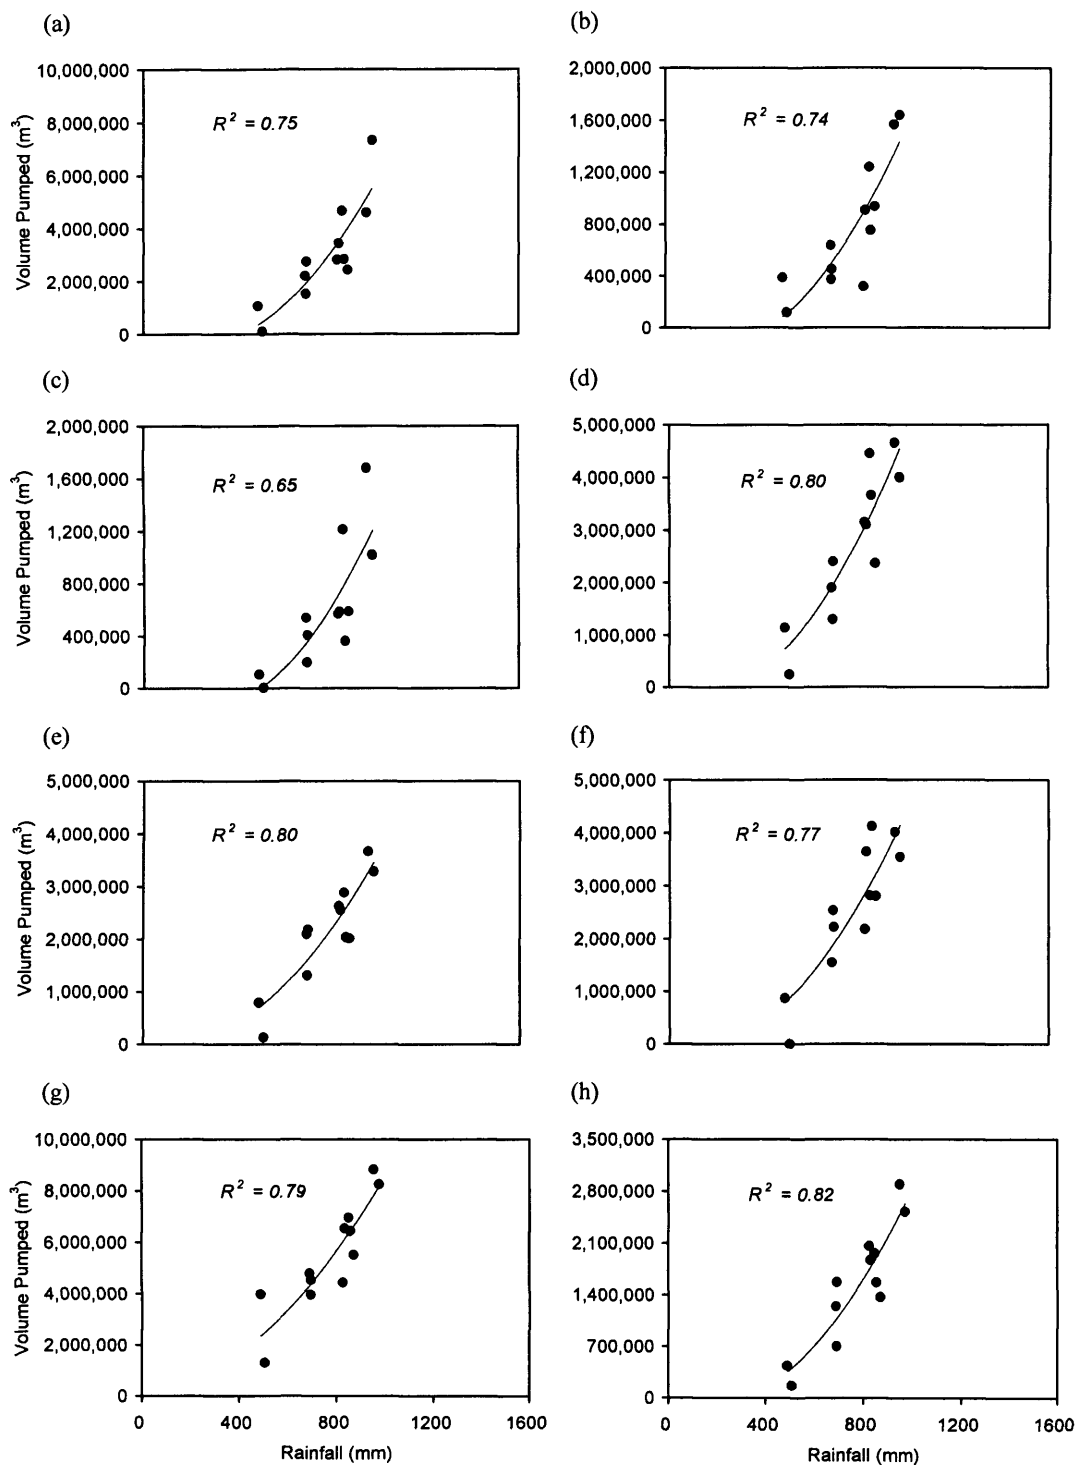 (a)
10,000,000
8,000,000
6,000,000
4,000,000
2,000,000
0
Volume Pumped (m³)
R² = 0.75
(b)
2,000,000
1,600,000
1,200,000
800,000
400,000
0
R² = 0.74
(c)
2,000,000
1,600,000
1,200,000
800,000
400,000
0
Volume Pumped (m³)
R² = 0.65
(d)
5,000,000
4,000,000
3,000,000
2,000,000
1,000,000
0
R² = 0.80
(e)
5,000,000
4,000,000
3,000,000
2,000,000
1,000,000
0
Volume Pumped (m³)
R² = 0.80
(f)
5,000,000
4,000,000
3,000,000
2,000,000
1,000,000
0
R² = 0.77
(g)
10,000,000
8,000,000
6,000,000
4,000,000
2,000,000
0
Volume Pumped (m³)
R² = 0.79
0 400 800 1200 1600
Rainfall (mm)
(h)
3,500,000
2,800,000
2,100,000
1,400,000
700,000
0
R² = 0.82
0 400 800 1200 1600
Rainfall (mm)